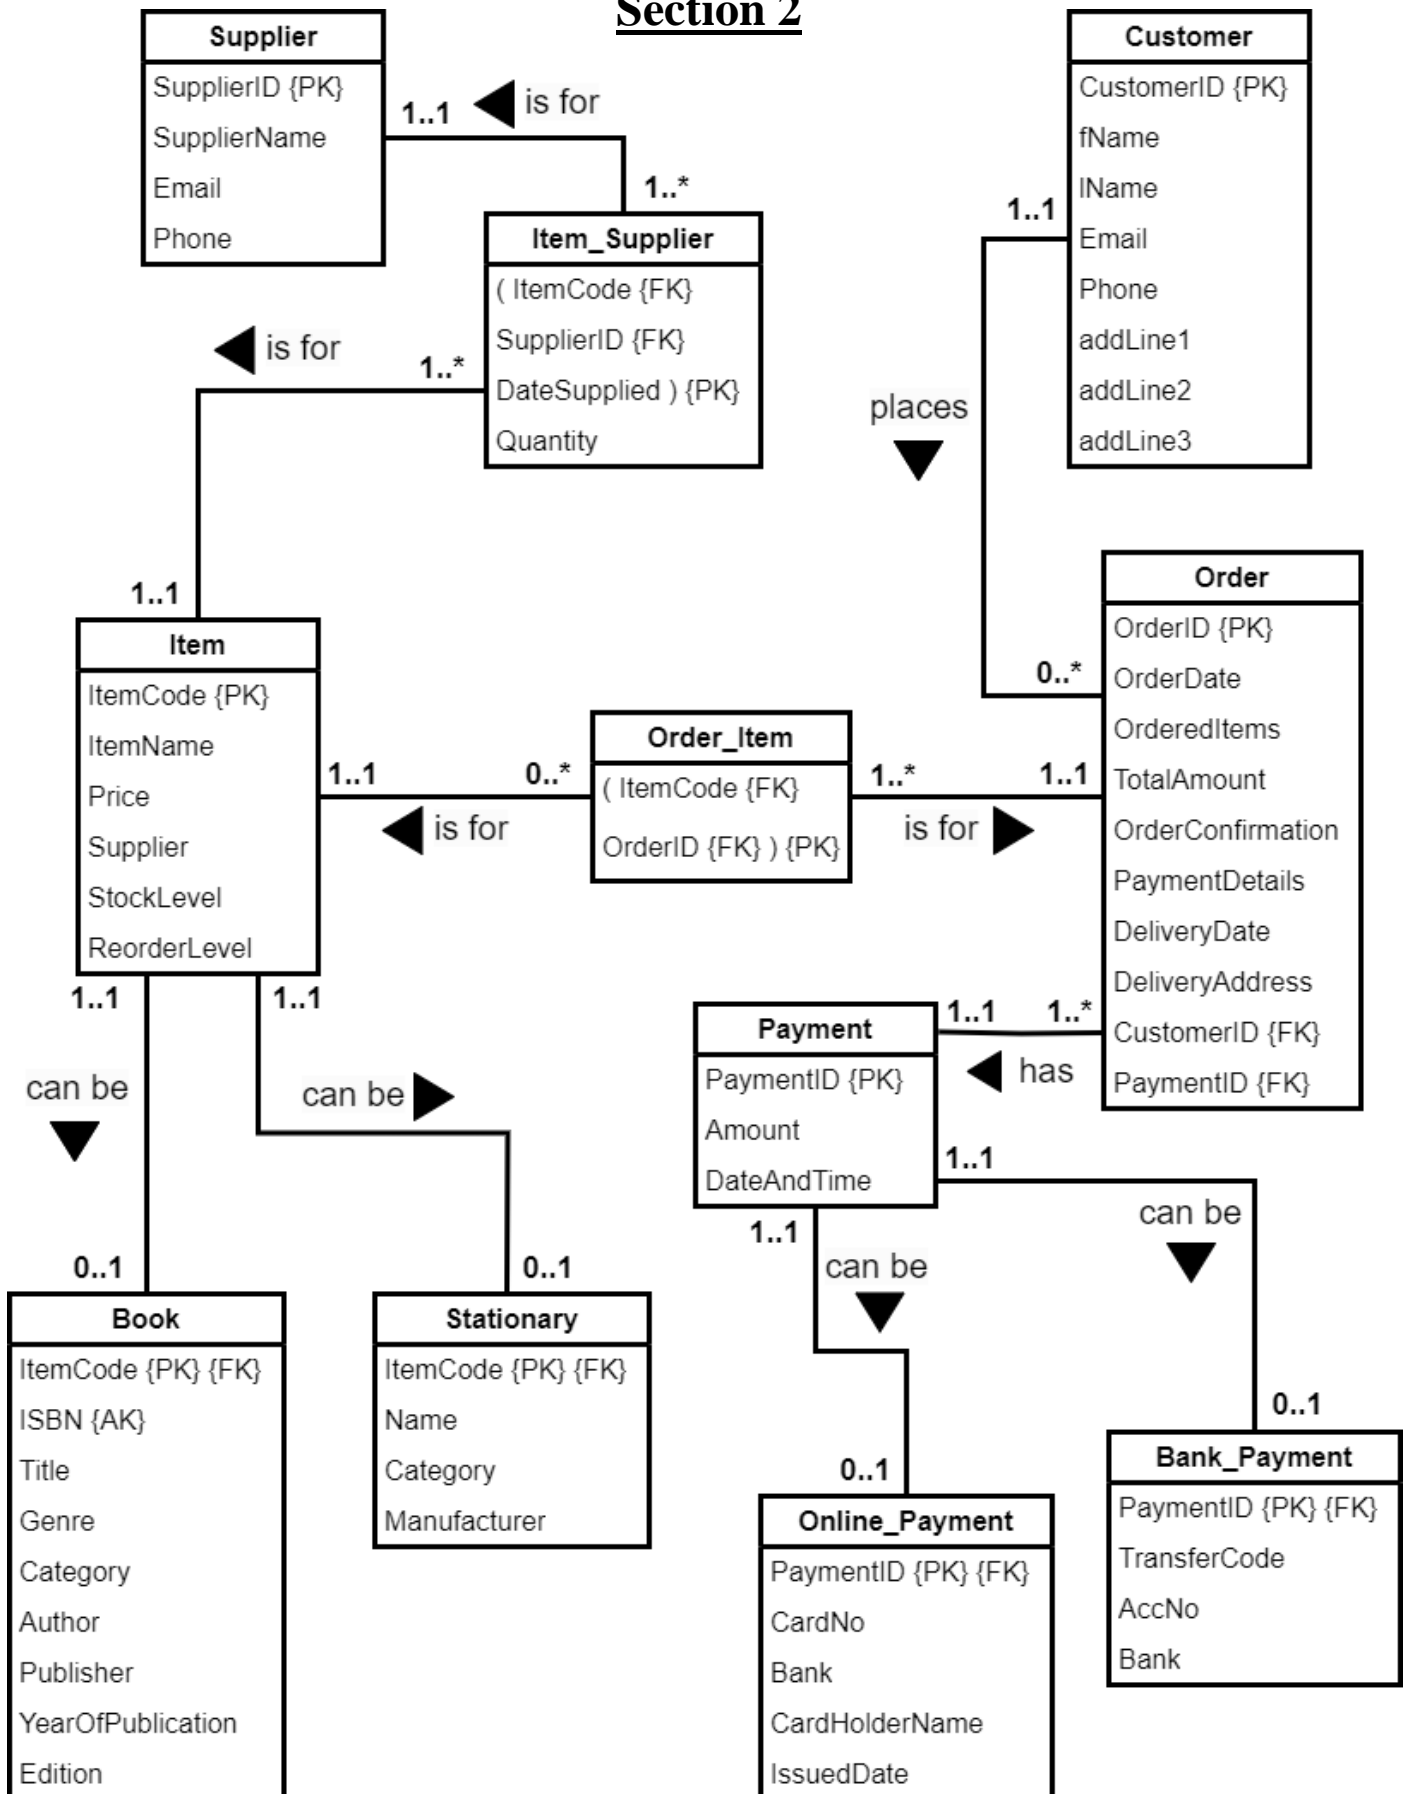 Section 2
Supplier
SupplierID {PK}
SupplierName
Email
Phone
1..1
is for
1..*
Item_Supplier
( ItemCode {FK}
SupplierID {FK}
DateSupplied ) {PK}
Quantity
is for
1..*
1..1
Customer
CustomerID {PK}
fName
lName
Email
Phone
addLine1
addLine2
addLine3
1..1
places
0..*
Order
OrderID {PK}
OrderDate
OrderedItems
TotalAmount
OrderConfirmation
PaymentDetails
DeliveryDate
DeliveryAddress
CustomerID {FK}
PaymentID {FK}
Item
ItemCode {PK}
ItemName
Price
Supplier
StockLevel
ReorderLevel
1..1
0..*
is for
Order_Item
( ItemCode {FK}
OrderID {FK} ) {PK}
1..*
1..1
is for
1..1
1..*
has
Payment
PaymentID {PK}
Amount
DateAndTime
1..1
1..1
can be
can be
0..1
0..1
1..1
can be
1..1
can be
0..1
0..1
Book
ItemCode {PK} {FK}
ISBN {AK}
Title
Genre
Category
Author
Publisher
YearOfPublication
Edition
Stationary
ItemCode {PK} {FK}
Name
Category
Manufacturer
Online_Payment
PaymentID {PK} {FK}
CardNo
Bank
CardHolderName
IssuedDate
Bank_Payment
PaymentID {PK} {FK}
TransferCode
AccNo
Bank